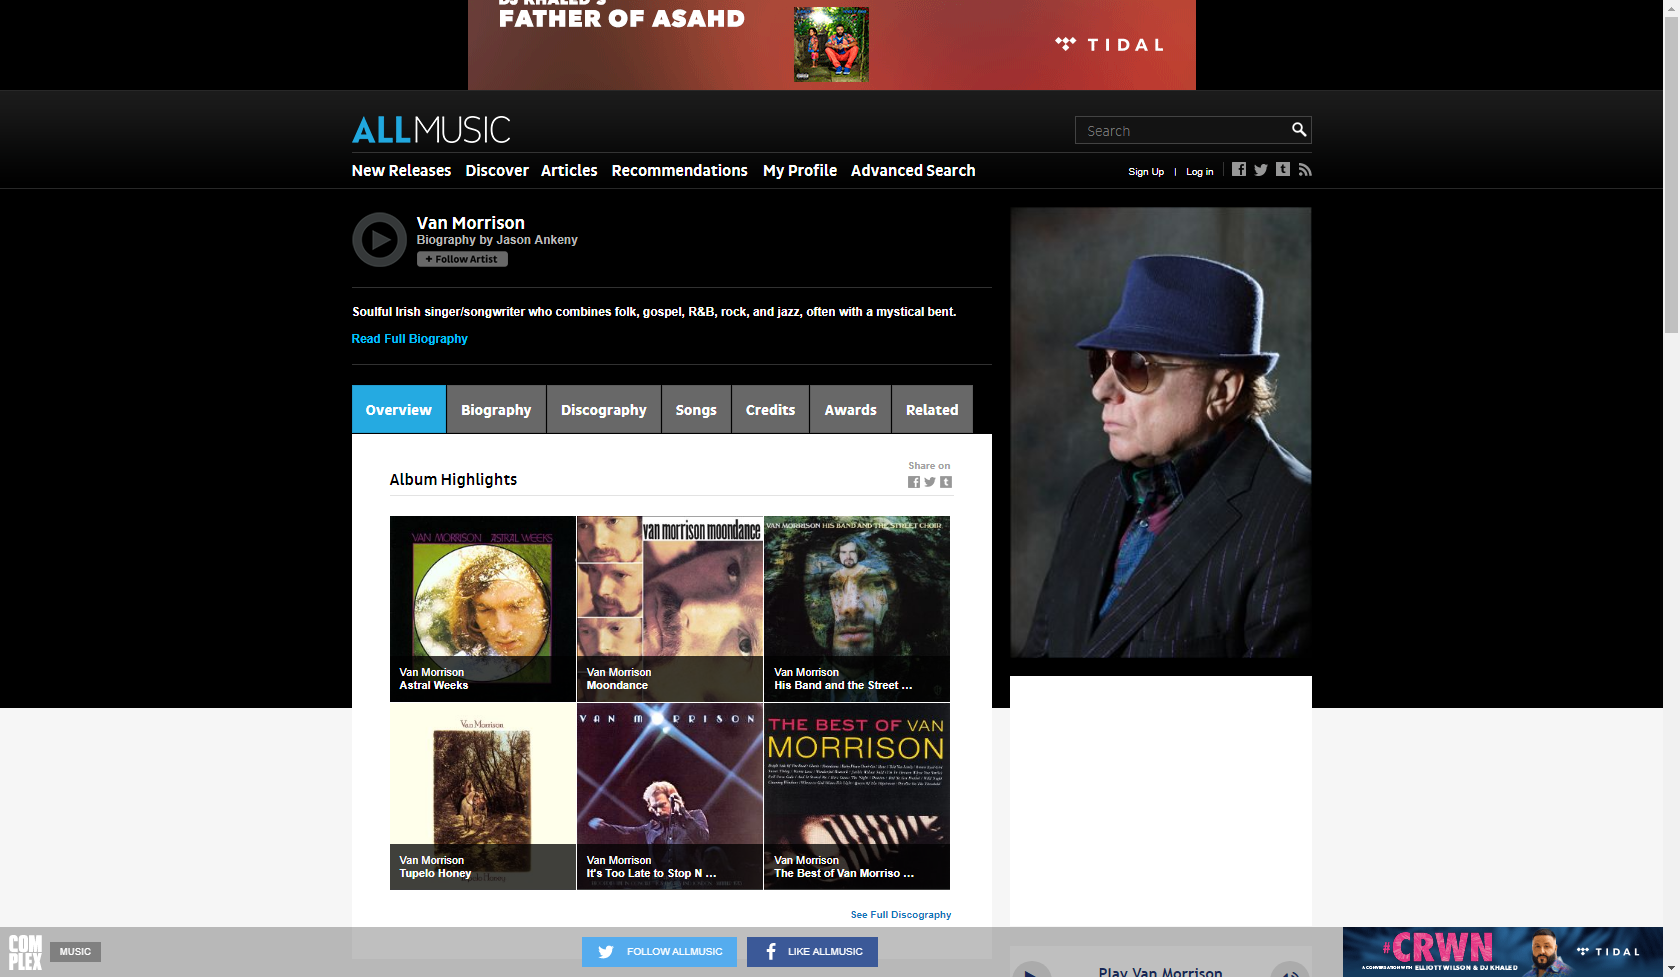 FATHER OF ASAHD
TIDAL
ALLMUSIC
Search
New Releases Discover Articles Recommendations My Profile Advanced Search
Sign Up | Log in
Van Morrison
Biography by Jason Ankeny
+ Follow Artist
Soulful Irish singer/songwriter who combines folk, gospel, R&B, rock, and jazz, often with a mystical bent.
Read Full Biography
Overview Biography Discography Songs Credits Awards Related
Album Highlights
Share on
VAN MORRISON ASTRAL WEEKS
van morrison moondance
VAN MORRISON HIS BAND AND THE STREET CHOIR
Van Morrison
Astral Weeks
Van Morrison
Moondance
Van Morrison
His Band and the Street ...
Van Morrison
VAN MORRISON
THE BEST OF VAN
MORRISON
Van Morrison
Tupelo Honey
Van Morrison
It's Too Late to Stop N ...
Van Morrison
The Best of Van Morriso ...
See Full Discography
COM
PLEX
MUSIC
FOLLOW ALLMUSIC
LIKE ALLMUSIC
Play Van Morrison
#CRWN
A CONVERSATION WITH ELLIOTT WILSON & DJ KHALED
TIDAL